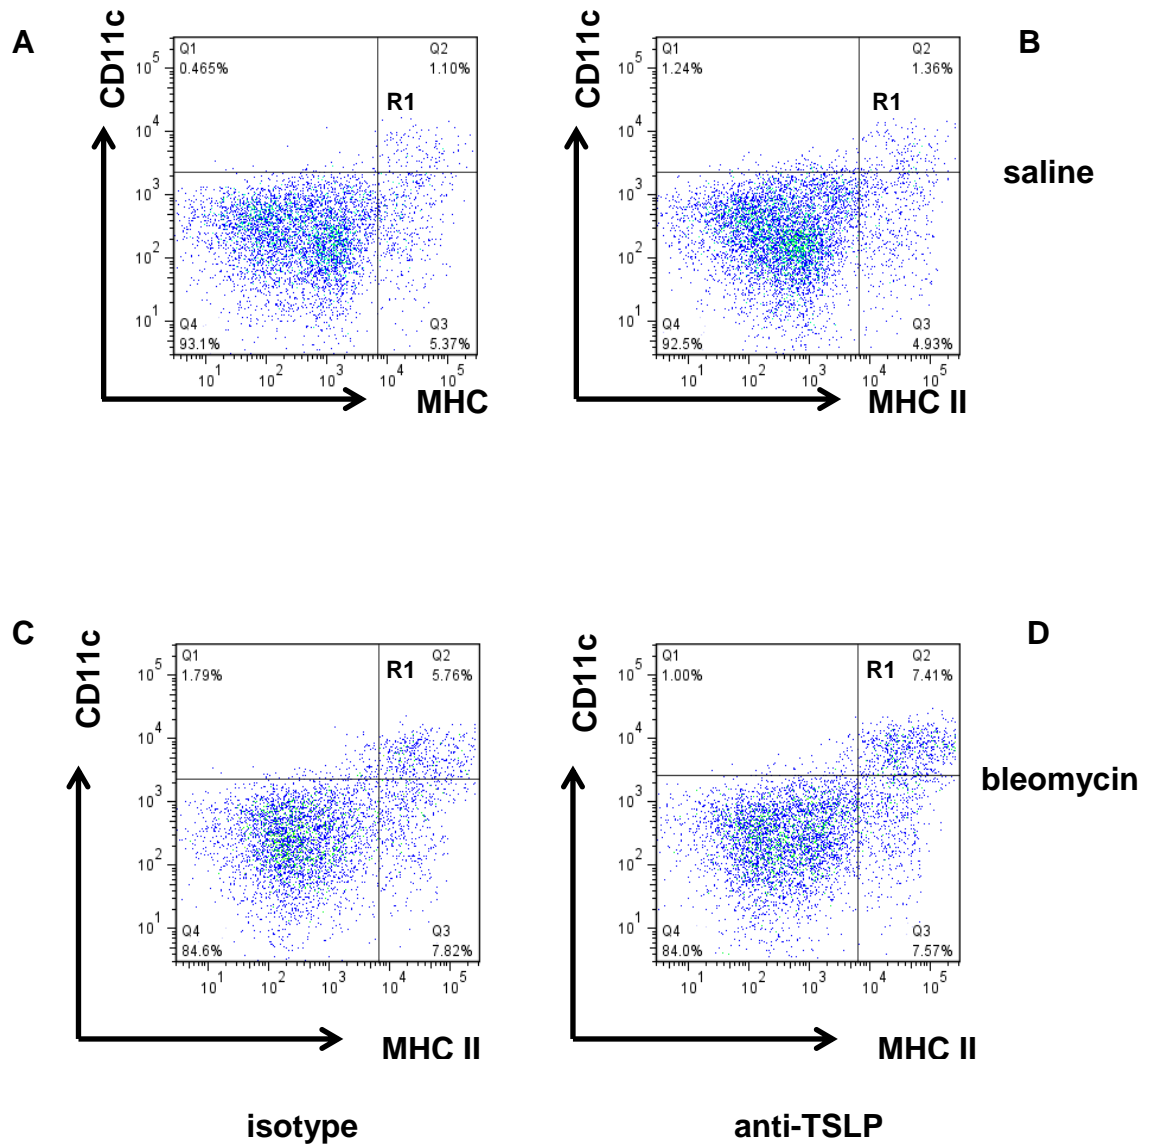 A
CD11c
Q1
0.465%
Q2
1.10%
R1
10^5
10^4
10^3
10^2
10^1
Q4
93.1%
Q3
5.37%
10^1 10^2 10^3 10^4 10^5
MHC
CD11c
Q1
1.24%
Q2
1.36%
R1
10^5
10^4
10^3
10^2
10^1
Q4
92.5%
Q3
4.93%
10^1 10^2 10^3 10^4 10^5
MHC II
B
saline
C
CD11c
Q1
1.79%
R1
Q2
5.76%
10^5
10^4
10^3
10^2
10^1
Q4
84.6%
Q3
7.82%
10^1 10^2 10^3 10^4 10^5
MHC II
CD11c
Q1
1.00%
R1
Q2
7.41%
10^5
10^4
10^3
10^2
10^1
Q4
84.0%
Q3
7.57%
10^1 10^2 10^3 10^4 10^5
MHC II
D
bleomycin
isotype
anti-TSLP